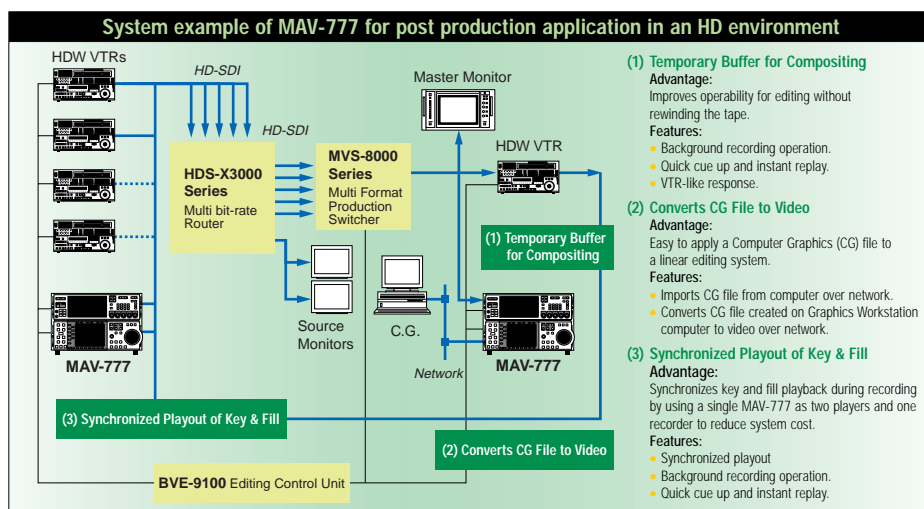 System example of MAV-777 for post production application in an HD environment
HDW VTRs
HD-SDI
HD-SDI
HDS-X3000
Series
Multi bit-rate
Router
MVS-8000
Series
Multi Format
Production
Switcher
Master Monitor
HDW VTR
(1) Temporary Buffer
for Compositing
Source
Monitors
C.G.
Network
MAV-777
MAV-777
(3) Synchronized Playout of Key & Fill
(2) Converts CG File to Video
BVE-9100 Editing Control Unit
(1) Temporary Buffer for Compositing
Advantage:
Improves operability for editing without
rewinding the tape.
Features:
• Background recording operation.
• Quick cue up and instant replay.
• VTR-like response.
(2) Converts CG File to Video
Advantage:
Easy to apply a Computer Graphics (CG) file to
a linear editing system.
Features:
• Imports CG file from computer over network.
• Converts CG file created on Graphics Workstation
computer to video over network.
(3) Synchronized Playout of Key & Fill
Advantage:
Synchronizes key and fill playback during recording
by using a single MAV-777 as two players and one
recorder to reduce system cost.
Features:
• Synchronized playout
• Background recording operation.
• Quick cue up and instant replay.